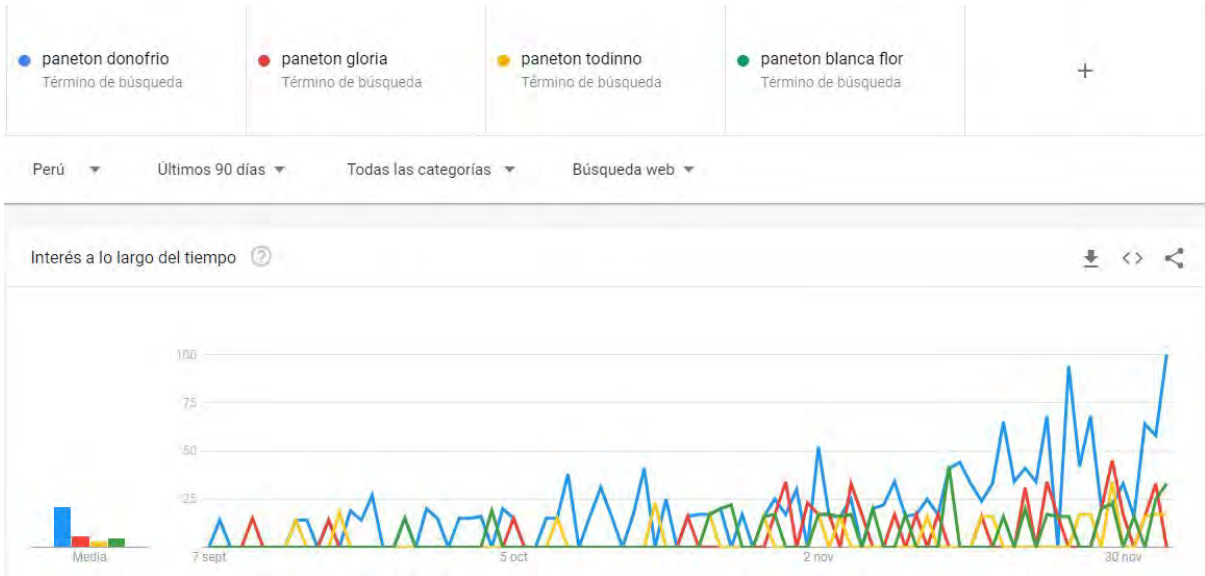 paneton donofrio
Término de búsqueda
paneton gloria
Término de búsqueda
paneton todinno
Término de búsqueda
paneton blanca flor
Término de búsqueda
+
Perú
Últimos 90 días
Todas las categorías
Búsqueda web
Interés a lo largo del tiempo ?
100
75
50
25
Media
7 sept
5 oct
2 nov
30 nov